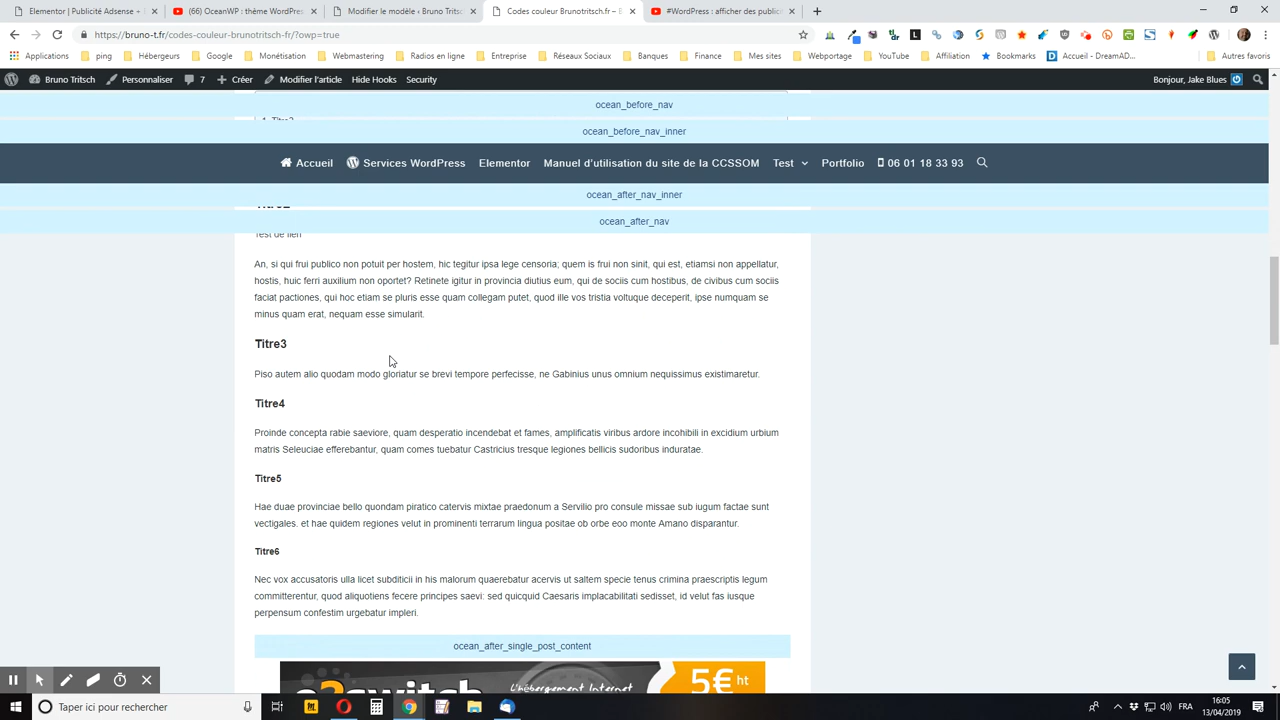 Elementor | Publicité Adsense +
(66) OceanWP : thème WordPres
Modifier le modèle ‹ Bruno Tritsc
Codes couleur Brunotritsch.fr – B
#WordPress : afficher des public
https://bruno-t.fr/codes-couleur-brunotritsch-fr/?owp=true
Applications
ping
Hébergeurs
Google
Monétisation
Webmastering
Radios en ligne
Entreprise
Réseaux Sociaux
Banques
Finance
Mes sites
Webportage
YouTube
Affiliation
Bookmarks
Accueil - DreamAD...
Autres favoris
Bruno Tritsch
Personnaliser
7
Créer
Modifier l'article
Hide Hooks
Security
Bonjour, Jake Blues
ocean_before_nav
1. Titre2
ocean_before_nav_inner
Accueil
Services WordPress
Elementor
Manuel d'utilisation du site de la CCSSOM
Test
Portfolio
06 01 18 33 93
ocean_after_nav_inner
Titre2
ocean_after_nav
Test de lien
An, si qui frui publico non potuit per hostem, hic tegitur ipsa lege censoria; quem is frui non sinit, qui est, etiamsi non appellatur,
hostis, huic ferri auxilium non oportet? Retinete igitur in provincia diutius eum, qui de sociis cum hostibus, de civibus cum sociis
faciat pactiones, qui hoc etiam se pluris esse quam collegam putet, quod ille vos tristia voltuque deceperit, ipse numquam se
minus quam erat, nequam esse simularit.
Titre3
Piso autem alio quodam modo gloriatur se brevi tempore perfecisse, ne Gabinius unus omnium nequissimus existimaretur.
Titre4
Proinde concepta rabie saeviore, quam desperatio incendebat et fames, amplificatis viribus ardore incohibili in excidium urbium
matris Seleuciae efferebantur, quam comes tuebatur Castricius tresque legiones bellicis sudoribus induratae.
Titre5
Hae duae provinciae bello quondam piratico catervis mixtae praedonum a Servilio pro consule missae sub iugum factae sunt
vectigales. et hae quidem regiones velut in prominenti terrarum lingua positae ob orbe eoo monte Amano disparantur.
Titre6
Nec vox accusatoris ulla licet subditicii in his malorum quaerebatur acervis ut saltem specie tenus crimina praescriptis legum
committerentur, quod aliquotiens fecere principes saevi: sed quicquid Caesaris implacabilitati sedisset, id velut fas iusque
perpensum confestim urgebatur impleri.
ocean_after_single_post_content
o2switch
L'hébergement Internet
5€ ht
Taper ici pour rechercher
FRA
16:05
13/04/2019